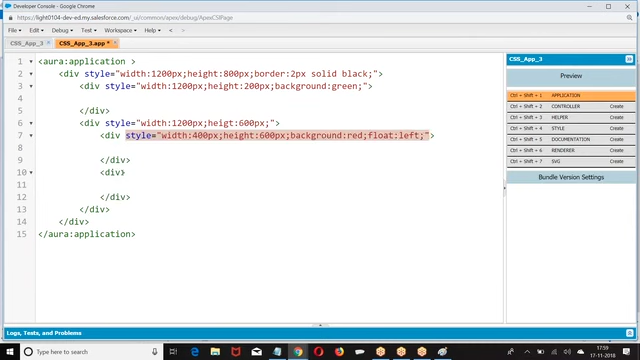 Developer Console - Google Chrome
https://light0104-dev-ed.my.salesforce.com/_ui/common/apex/debug/ApexCSIPage
File Edit Debug Test Workspace Help < >
CSS_App_3 CSS_App_3.app *
1 <aura:application >
2 <div style="width:1200px;height:800px;border:2px solid black;">
3 <div style="width:1200px;height:200px;background:green;">
4
5 </div>
6 <div style="width:1200px;heigt:600px;">
7 <div style="width:400px;height:600px;background:red;float:left;">
8
9 </div>
10 <div>
11
12 </div>
13 </div>
14 </div>
15 </aura:application>
CSS_App_3
Preview
Ctrl + Shift + 1 APPLICATION
Ctrl + Shift + 2 CONTROLLER Create
Ctrl + Shift + 3 HELPER Create
Ctrl + Shift + 4 STYLE Create
Ctrl + Shift + 5 DOCUMENTATION Create
Ctrl + Shift + 6 RENDERER Create
Ctrl + Shift + 7 SVG Create
Bundle Version Settings
Logs, Tests, and Problems
Type here to search
17:59
17-11-2018